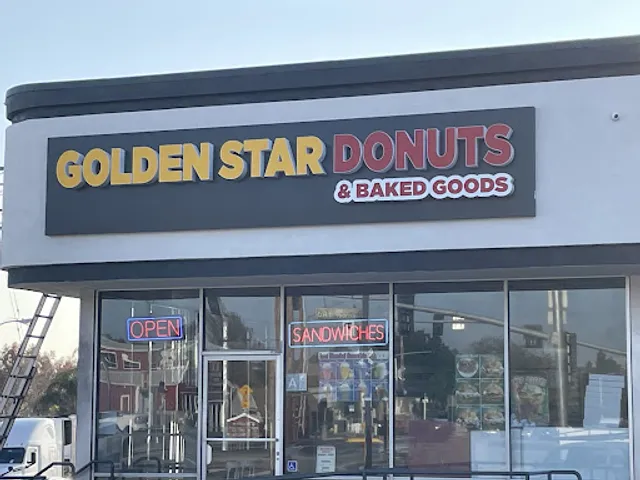 GOLDEN STAR DONUTS
& BAKED GOODS
OPEN
SANDWICHES
A